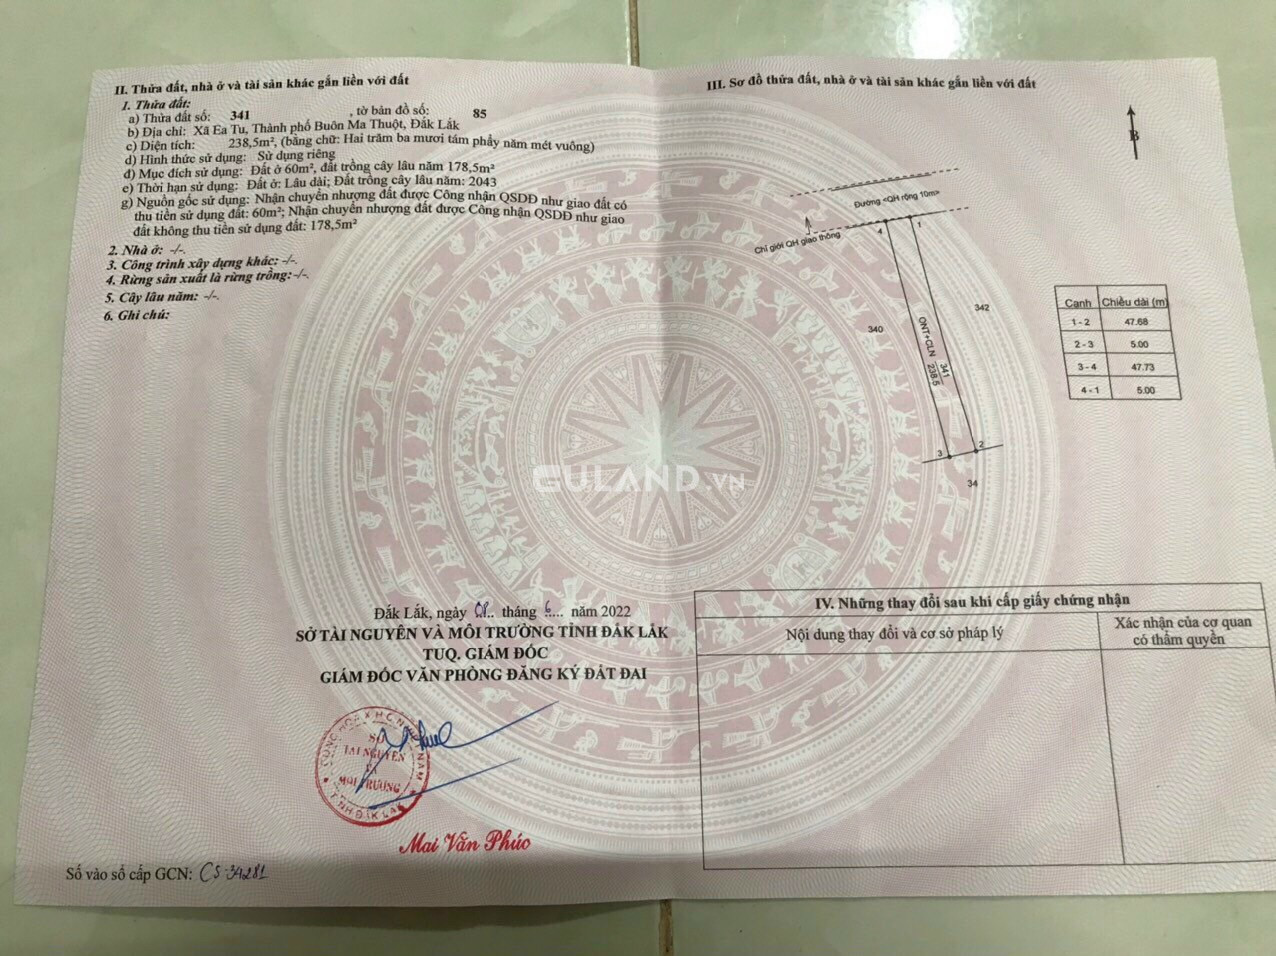 II. Thửa đất, nhà ở và tài sản khác gắn liền với đất
1. Thửa đất:
a) Thửa đất số: 341 , tờ bản đồ số: 85
b) Địa chỉ: Xã Ea Tu, Thành phố Buôn Ma Thuột, Đắk Lắk
c) Diện tích: 238,5m², (bằng chữ: Hai trăm ba mươi tám phẩy năm mét vuông)
d) Hình thức sử dụng: Sử dụng riêng
đ) Mục đích sử dụng: Đất ở 60m², đất trồng cây lâu năm 178,5m²
e) Thời hạn sử dụng: Đất ở: Lâu dài; Đất trồng cây lâu năm: 2043
g) Nguồn gốc sử dụng: Nhận chuyển nhượng đất được Công nhận QSDĐ như giao đất có
thu tiền sử dụng đất: 60m²; Nhận chuyển nhượng đất được Công nhận QSDĐ như giao
đất không thu tiền sử dụng đất: 178,5m²
2. Nhà ở: -/-.
3. Công trình xây dựng khác: -/-.
4. Rừng sản xuất là rừng trồng: -/-.
5. Cây lâu năm: -/-.
6. Ghi chú:
Đắk Lắk, ngày 08.. tháng 6... năm 2022
SỞ TÀI NGUYÊN VÀ MÔI TRƯỜNG TỈNH ĐẮK LẮK
TUQ. GIÁM ĐỐC
GIÁM ĐỐC VĂN PHÒNG ĐĂNG KÝ ĐẤT ĐAI
SỞ
TÀI NGUYÊN
VÀ
MÔI TRƯỜNG
TỈNH ĐẮK LẮK
Mai Văn Phúc
Số vào sổ cấp GCN: CS-34281
III. Sơ đồ thửa đất, nhà ở và tài sản khác gắn liền với đất
B
Đường <QH rộng 10m>
Chỉ giới QH giao thông
4
1
340
342
ONT+CLN
341
238.5
3
2
34
Cạnh Chiều dài (m)
1 - 2 47.68
2 - 3 5.00
3 - 4 47.73
4 - 1 5.00
GULAND.VN
IV. Những thay đổi sau khi cấp giấy chứng nhận
Nội dung thay đổi và cơ sở pháp lý
Xác nhận của cơ quan
có thẩm quyền